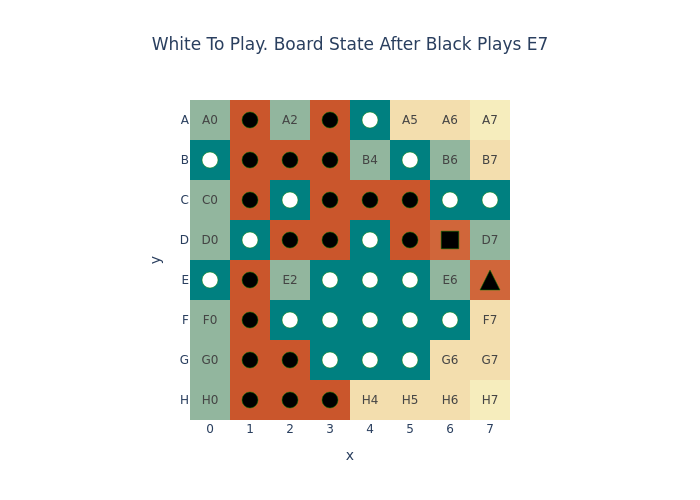 White To Play. Board State After Black Plays E7
A A0 A2 A5 A6 A7
B B4 B6 B7
C C0
D D0 D7
E E2 E6
F F0 F7
G G0 G6 G7
H H0 H4 H5 H6 H7
0 1 2 3 4 5 6 7
x
y